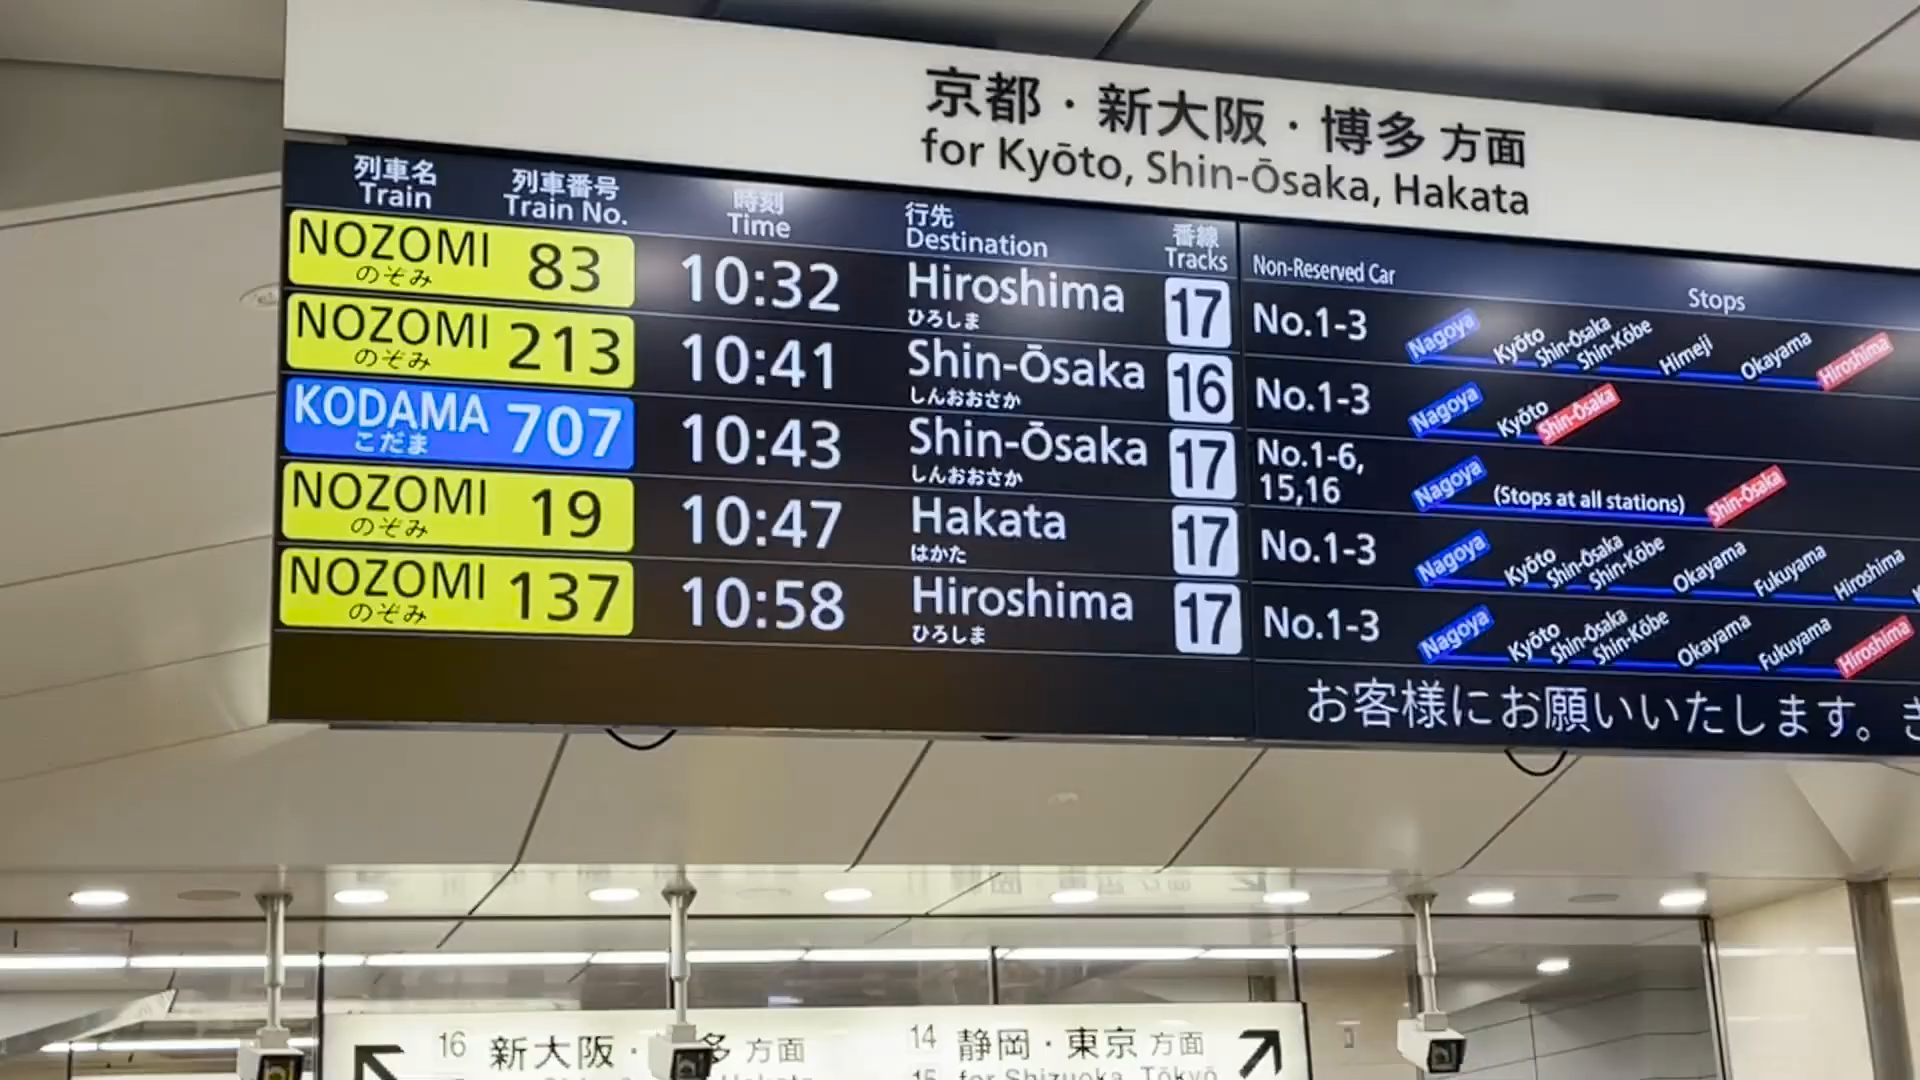 京都・新大阪・博多 方面
for Kyōto, Shin-Ōsaka, Hakata
列車名 列車番号 時刻 行先 番線
Train Train No. Time Destination Tracks Non-Reserved Car Stops
NOZOMI 83 10:32 Hiroshima 17 No.1-3 Nagoya Kyōto Shin-Ōsaka Shin-Kōbe Himeji Okayama Hiroshima
のぞみ ひろしま
NOZOMI 213 10:41 Shin-Ōsaka 16 No.1-3 Nagoya Kyōto Shin-Ōsaka
のぞみ しんおおさか
KODAMA 707 10:43 Shin-Ōsaka 17 No.1-6, 15,16 Nagoya (Stops at all stations) Shin-Ōsaka
こだま しんおおさか
NOZOMI 19 10:47 Hakata 17 No.1-3 Nagoya Kyōto Shin-Ōsaka Shin-Kōbe Okayama Fukuyama Hiroshima
のぞみ はかた
NOZOMI 137 10:58 Hiroshima 17 No.1-3 Nagoya Kyōto Shin-Ōsaka Shin-Kōbe Okayama Fukuyama Hiroshima
のぞみ ひろしま
お客様にお願いいたします。
16 新大阪・ 多 方面 14 静岡・東京 方面
Hakata 15 for Shizuoka, Tōkyō